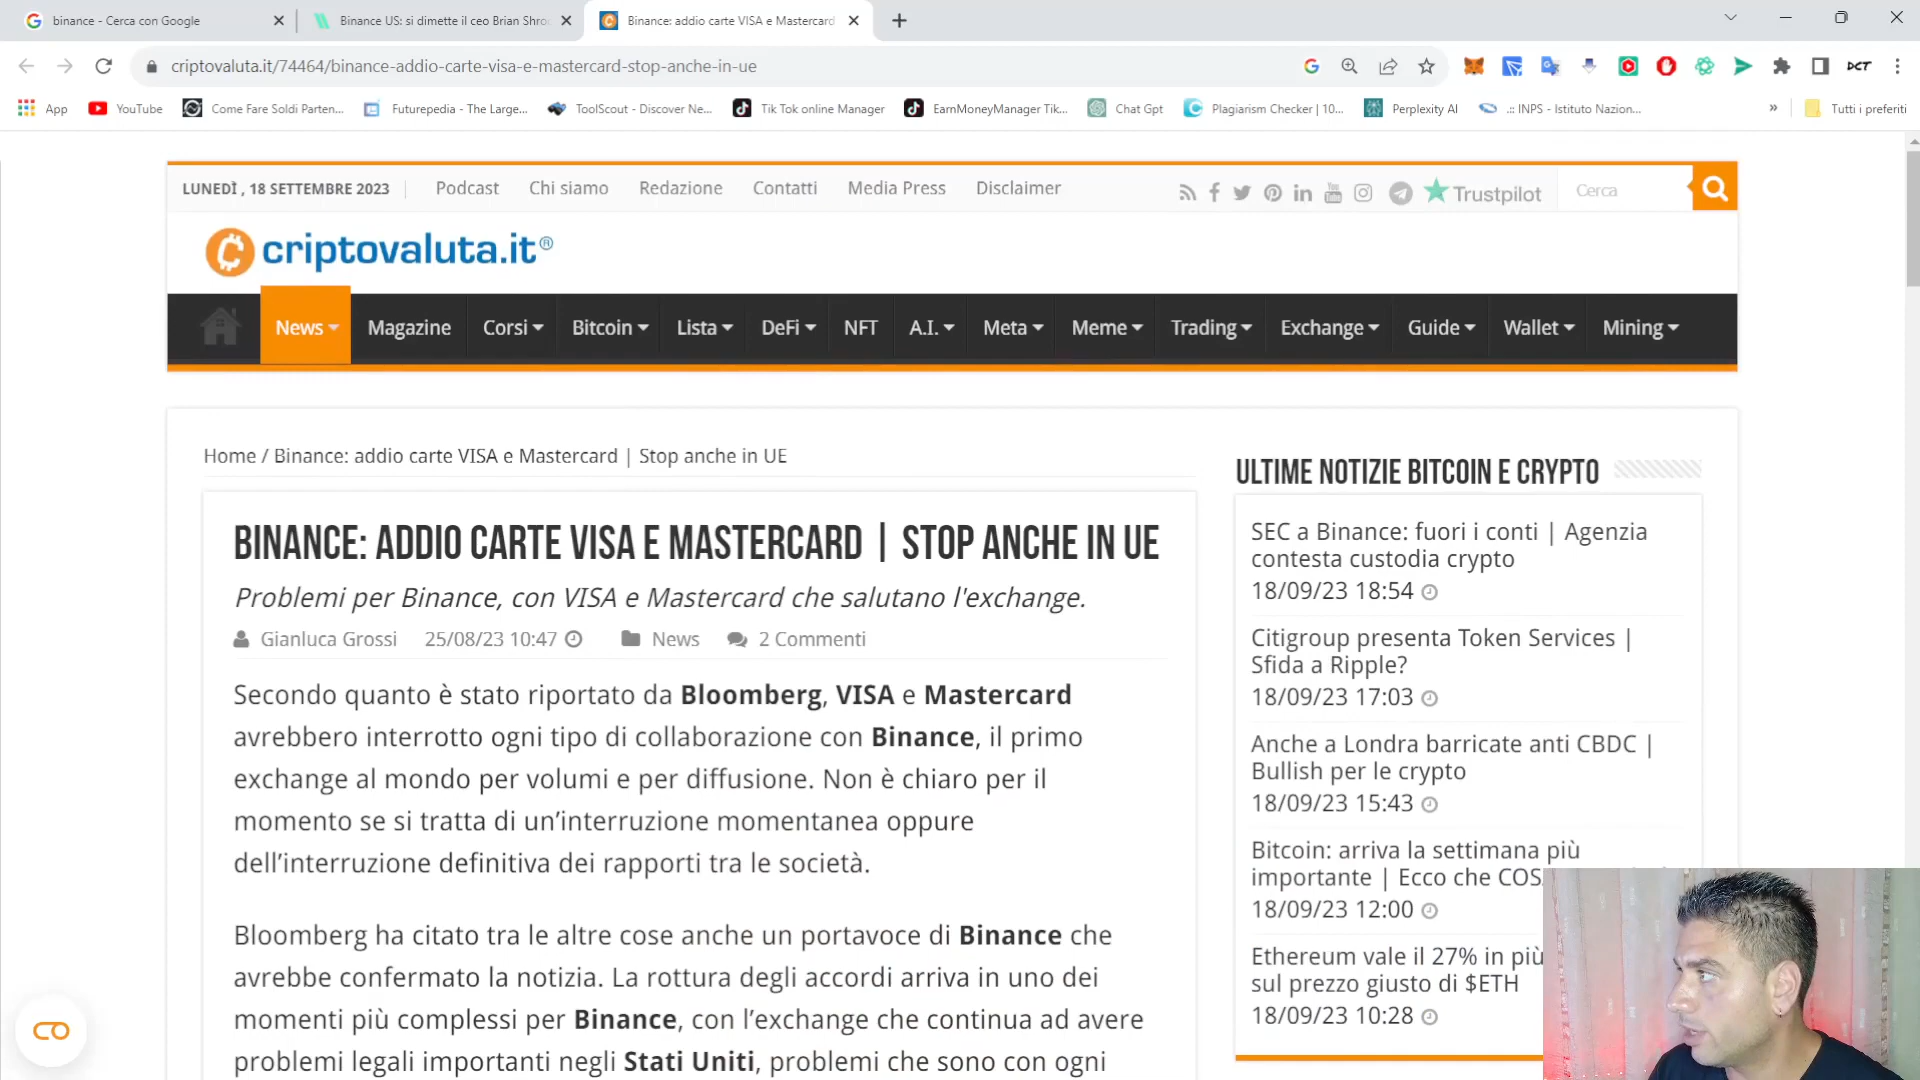 binance - Cerca con Google
Binance US: si dimette il ceo Brian Shro
Binance: addio carte VISA e Mastercard
criptovaluta.it/74464/binance-addio-carte-visa-e-mastercard-stop-anche-in-ue
DCT
App
YouTube
Come Fare Soldi Parten...
Futurepedia - The Large...
ToolScout - Discover Ne...
Tik Tok online Manager
EarnMoneyManager Tik...
Chat Gpt
Plagiarism Checker | 10...
Perplexity AI
.:: INPS - Istituto Nazion...
»
Tutti i preferiti
LUNEDÌ , 18 SETTEMBRE 2023
Podcast
Chi siamo
Redazione
Contatti
Media Press
Disclaimer
Trustpilot
Cerca
criptovaluta.it®
News
Magazine
Corsi
Bitcoin
Lista
DeFi
NFT
A.I.
Meta
Meme
Trading
Exchange
Guide
Wallet
Mining
Home / Binance: addio carte VISA e Mastercard | Stop anche in UE
BINANCE: ADDIO CARTE VISA E MASTERCARD | STOP ANCHE IN UE
Problemi per Binance, con VISA e Mastercard che salutano l'exchange.
Gianluca Grossi 25/08/23 10:47 News 2 Commenti
Secondo quanto è stato riportato da Bloomberg, VISA e Mastercard
avrebbero interrotto ogni tipo di collaborazione con Binance, il primo
exchange al mondo per volumi e per diffusione. Non è chiaro per il
momento se si tratta di un’interruzione momentanea oppure
dell’interruzione definitiva dei rapporti tra le società.
Bloomberg ha citato tra le altre cose anche un portavoce di Binance che
avrebbe confermato la notizia. La rottura degli accordi arriva in uno dei
momenti più complessi per Binance, con l’exchange che continua ad avere
problemi legali importanti negli Stati Uniti, problemi che sono con ogni
ULTIME NOTIZIE BITCOIN E CRYPTO
SEC a Binance: fuori i conti | Agenzia
contesta custodia crypto
18/09/23 18:54
Citigroup presenta Token Services |
Sfida a Ripple?
18/09/23 17:03
Anche a Londra barricate anti CBDC |
Bullish per le crypto
18/09/23 15:43
Bitcoin: arriva la settimana più
importante | Ecco che COS
18/09/23 12:00
Ethereum vale il 27% in più
sul prezzo giusto di $ETH
18/09/23 10:28